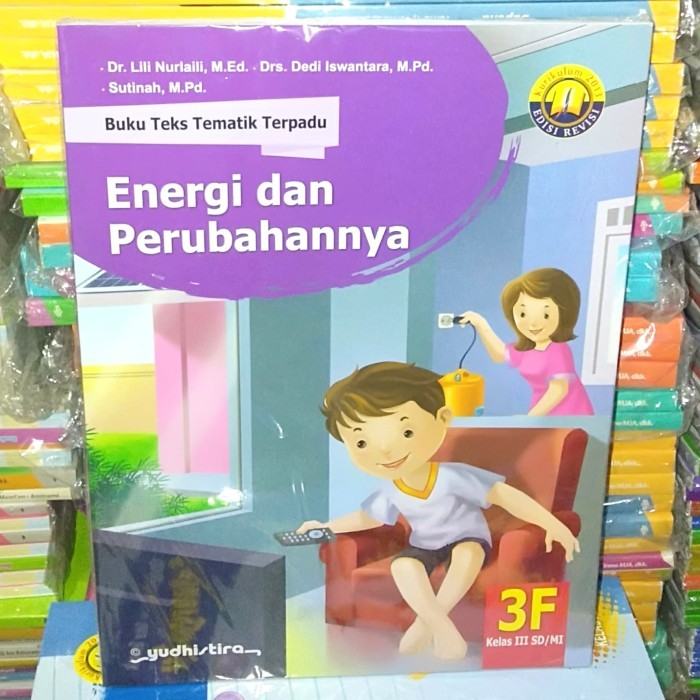 · Dr. Lili Nurlaili, M.Ed. · Drs. Dedi Iswantara, M.Pd.
· Sutinah, M.Pd.
Buku Teks Tematik Terpadu
Energi dan
Perubahannya
Kurikulum 2013
EDISI REVISI
yudhistira
3F
Kelas III SD/MI